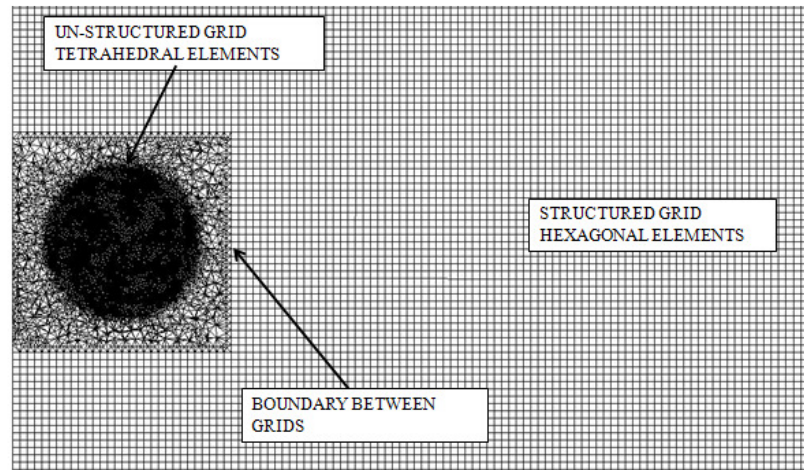 UN-STRUCTURED GRID
TETRAHEDRAL ELEMENTS
STRUCTURED GRID
HEXAGONAL ELEMENTS
BOUNDARY BETWEEN
GRIDS